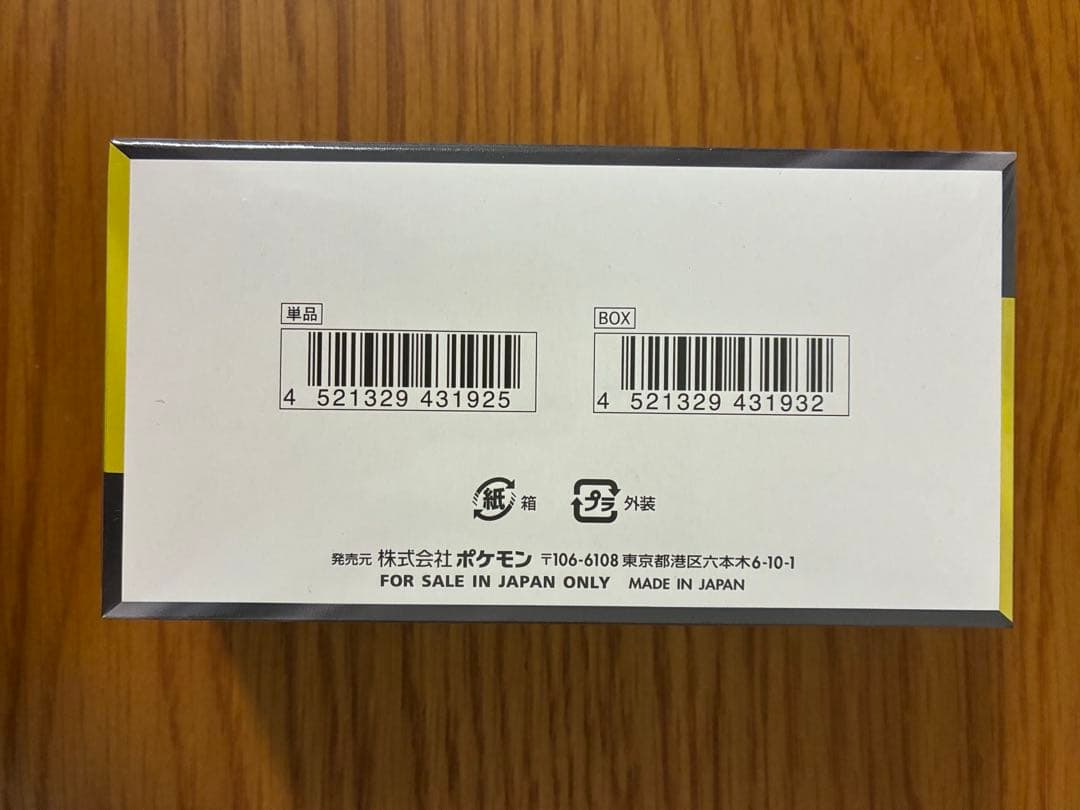 単品
4 521329 431925
BOX
4 521329 431932
紙 箱
プラ 外装
発売元 株式会社 ポケモン 〒106-6108 東京都港区六本木6-10-1
FOR SALE IN JAPAN ONLY MADE IN JAPAN